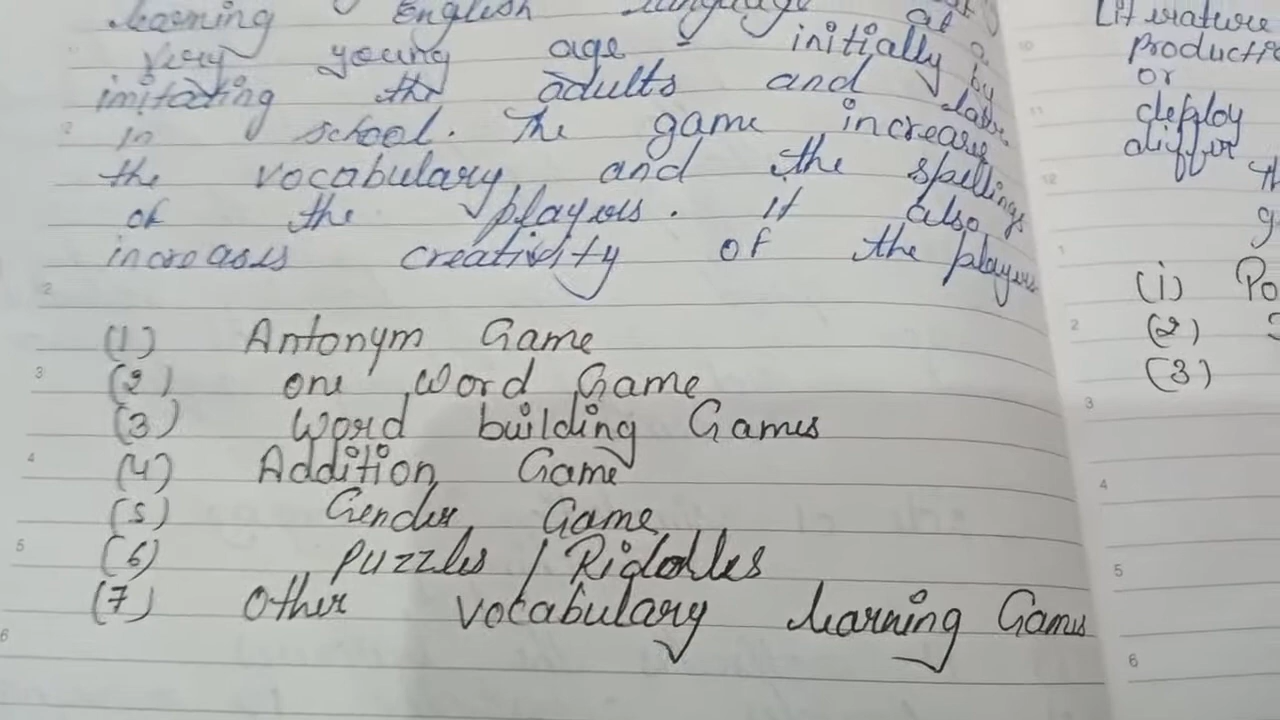 learning English language at a
very young age - initially by
imitating the adults and later
in school. The game increases
the vocabulary and the spellings
of the players. It also
increases creativity of the players
(1) Antonym Game
(2) one word Game
(3) Word building Games
(4) Addition Game
(5) Gender Game
(6) Puzzles / Riddles
(7) Other vocabulary learning Games
Literature
or
deploy
(i) Po
(2)
(3)